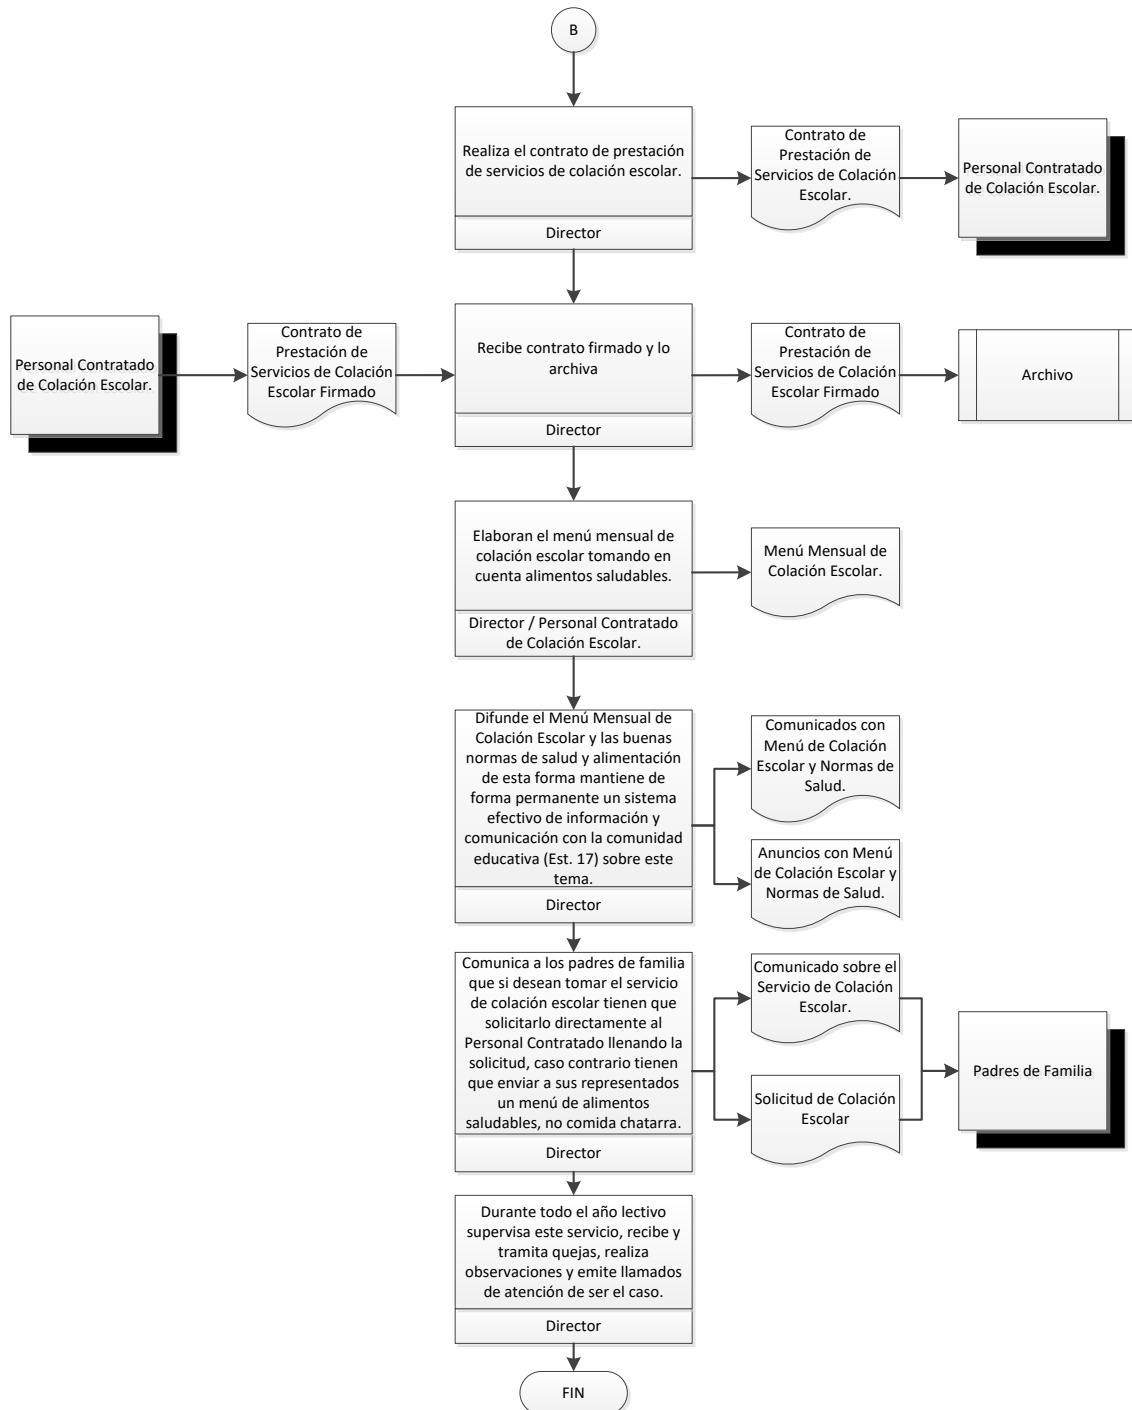 B
Realiza el contrato de prestación
de servicios de colación escolar.
Director
Contrato de
Prestación de
Servicios de Colación
Escolar.
Personal Contratado
de Colación Escolar.
Personal Contratado
de Colación Escolar.
Contrato de
Prestación de
Servicios de Colación
Escolar Firmado
Recibe contrato firmado y lo
archiva
Director
Contrato de
Prestación de
Servicios de Colación
Escolar Firmado
Archivo
Elaboran el menú mensual de
colación escolar tomando en
cuenta alimentos saludables.
Director / Personal Contratado
de Colación Escolar.
Menú Mensual de
Colación Escolar.
Difunde el Menú Mensual de
Colación Escolar y las buenas
normas de salud y alimentación
de esta forma mantiene de
forma permanente un sistema
efectivo de información y
comunicación con la comunidad
educativa (Est. 17) sobre este
tema.
Director
Comunicados con
Menú de Colación
Escolar y Normas de
Salud.
Anuncios con Menú
de Colación Escolar y
Normas de Salud.
Comunica a los padres de familia
que si desean tomar el servicio
de colación escolar tienen que
solicitarlo directamente al
Personal Contratado llenando la
solicitud, caso contrario tienen
que enviar a sus representados
un menú de alimentos
saludables, no comida chatarra.
Director
Comunicado sobre el
Servicio de Colación
Escolar.
Solicitud de Colación
Escolar
Padres de Familia
Durante todo el año lectivo
supervisa este servicio, recibe y
tramita quejas, realiza
observaciones y emite llamados
de atención de ser el caso.
Director
FIN